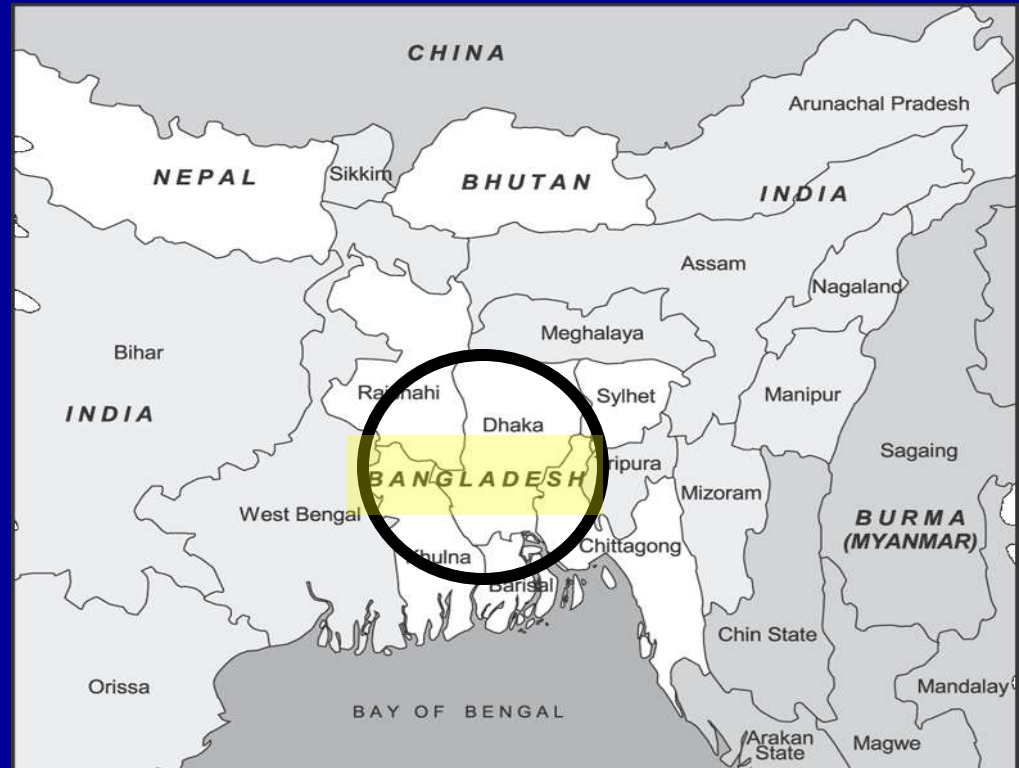 CHINA
Arunachal Pradesh
NEPAL
Sikkim
BHUTAN
INDIA
Assam
Nagaland
Meghalaya
Bihar
Rajshahi
Sylhet
Manipur
INDIA
Dhaka
Sagaing
Tripura
BANGLADESH
Mizoram
West Bengal
BURMA
(MYANMAR)
Chittagong
Khulna
Barisal
Chin State
Orissa
Mandalay
BAY OF BENGAL
Arakan
State
Magwe